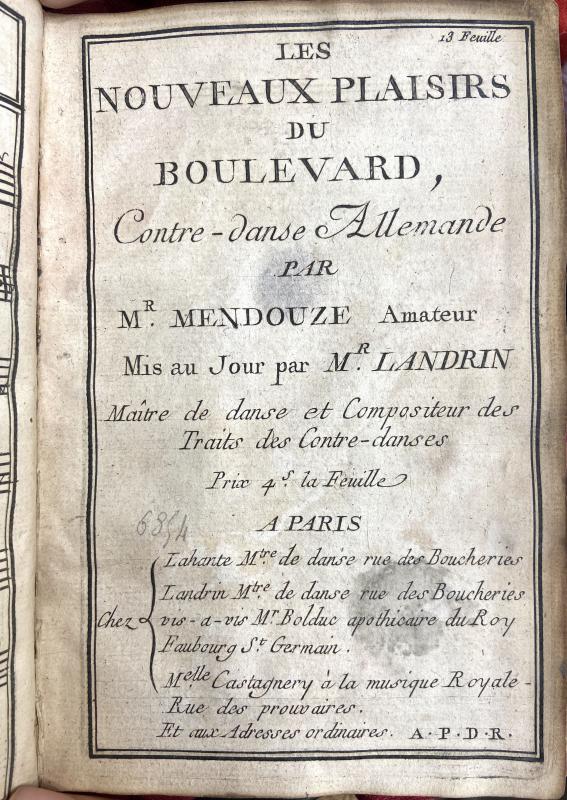 13 Feuille
LES
NOUVEAUX PLAISIRS
DU
BOULEVARD,
Contre-danse Allemande
PAR
M.R MENDOUZE Amateur
Mis au Jour par M.R LANDRIN
Maître de danse et Compositeur des
Traits des Contre-danses
Prix 4.s la Feuille
A PARIS
6854
Chez
Lahante M.tre de danse rue des Boucheries
Landrin M.tre de danse rue des Boucheries
vis-a-vis M.r Bolduc apothicaire du Roy
Faubourg S.t Germain.
M.elle Castagnery à la musique Royale-
Rue des prouvaires.
Et aux Adresses ordinaires. A.P.D.R.